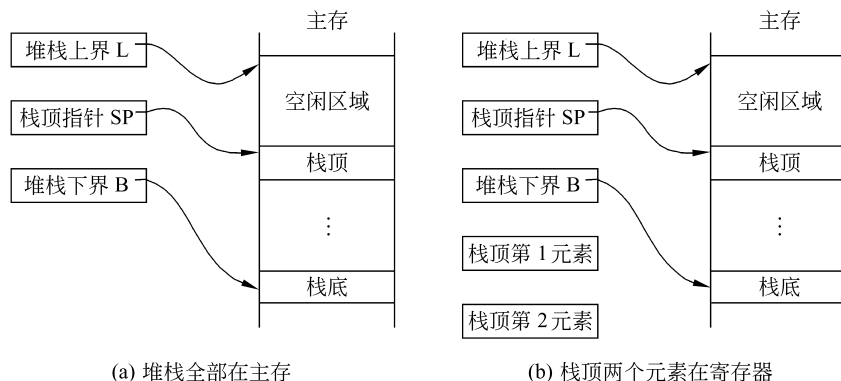 主存
堆栈上界 L
空闲区域
栈顶指针 SP
栈顶
堆栈下界 B
⋮
栈底
(a) 堆栈全部在主存
主存
堆栈上界 L
空闲区域
栈顶指针 SP
栈顶
堆栈下界 B
⋮
栈顶第 1 元素
栈底
栈顶第 2 元素
(b) 栈顶两个元素在寄存器